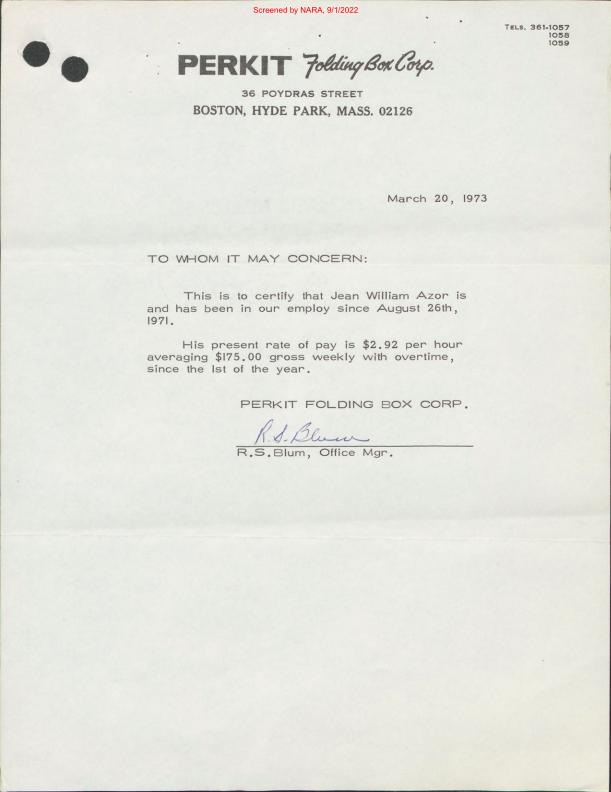 Screened by NARA, 9/1/2022
TELS. 361-1057
1058
1059
PERKIT Folding Box Corp.
36 POYDRAS STREET
BOSTON, HYDE PARK, MASS. 02126
March 20, 1973
TO WHOM IT MAY CONCERN:
This is to certify that Jean William Azor is
and has been in our employ since August 26th,
1971.
His present rate of pay is $2.92 per hour
averaging $175.00 gross weekly with overtime,
since the 1st of the year.
PERKIT FOLDING BOX CORP.
R.S. Blum
R.S.Blum, Office Mgr.